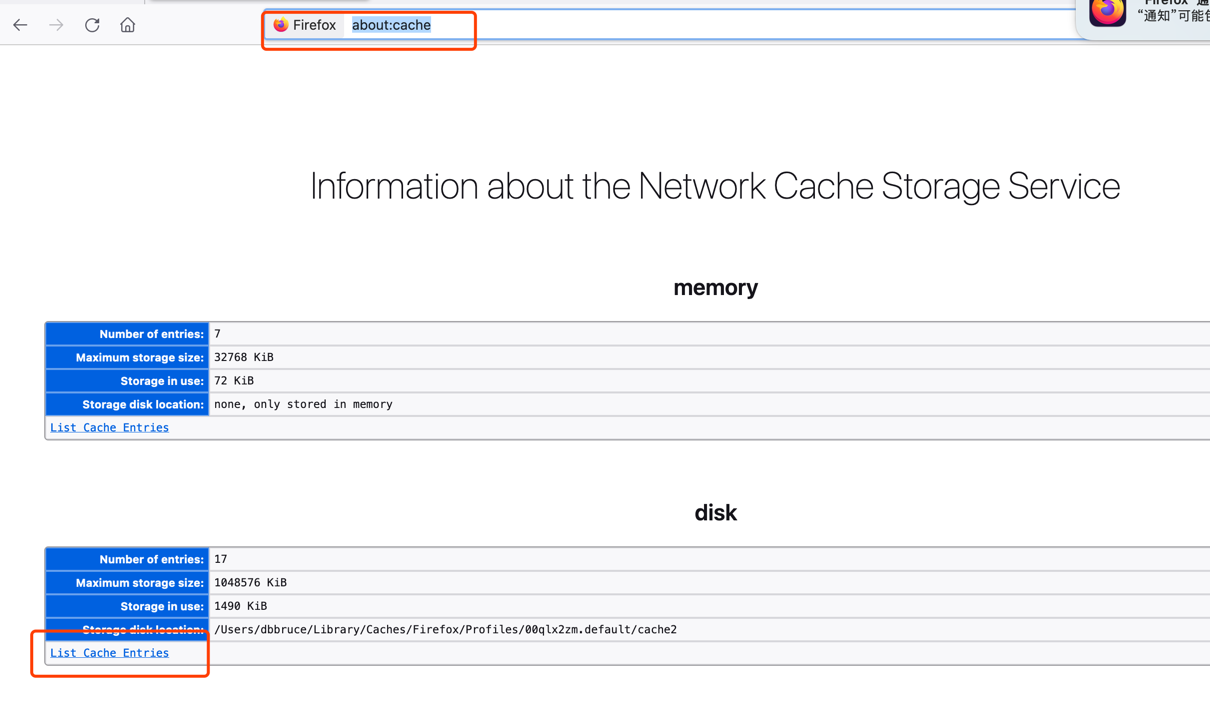 Firefox about:cache
“通知”可能
Information about the Network Cache Storage Service
memory
Number of entries: 7
Maximum storage size: 32768 KiB
Storage in use: 72 KiB
Storage disk location: none, only stored in memory
List Cache Entries
disk
Number of entries: 17
Maximum storage size: 1048576 KiB
Storage in use: 1490 KiB
Storage disk location: /Users/dbbruce/Library/Caches/Firefox/Profiles/00qlx2zm.default/cache2
List Cache Entries